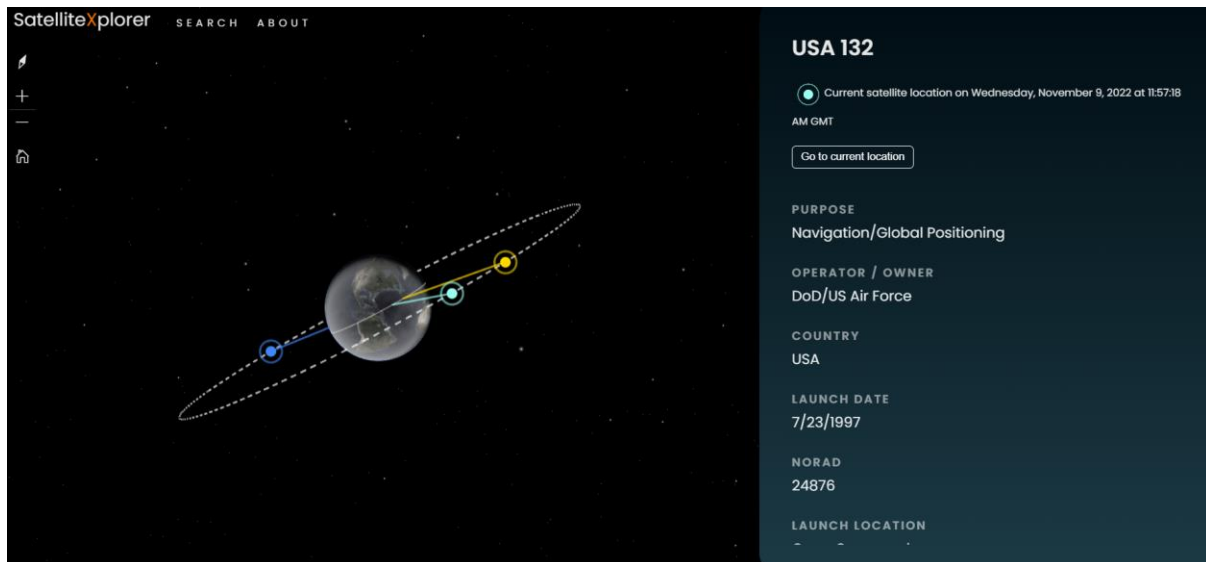 SatelliteXplorer SEARCH ABOUT
USA 132
Current satellite location on Wednesday, November 9, 2022 at 11:57:18
AM GMT
Go to current location
PURPOSE
Navigation/Global Positioning
OPERATOR / OWNER
DoD/US Air Force
COUNTRY
USA
LAUNCH DATE
7/23/1997
NORAD
24876
LAUNCH LOCATION